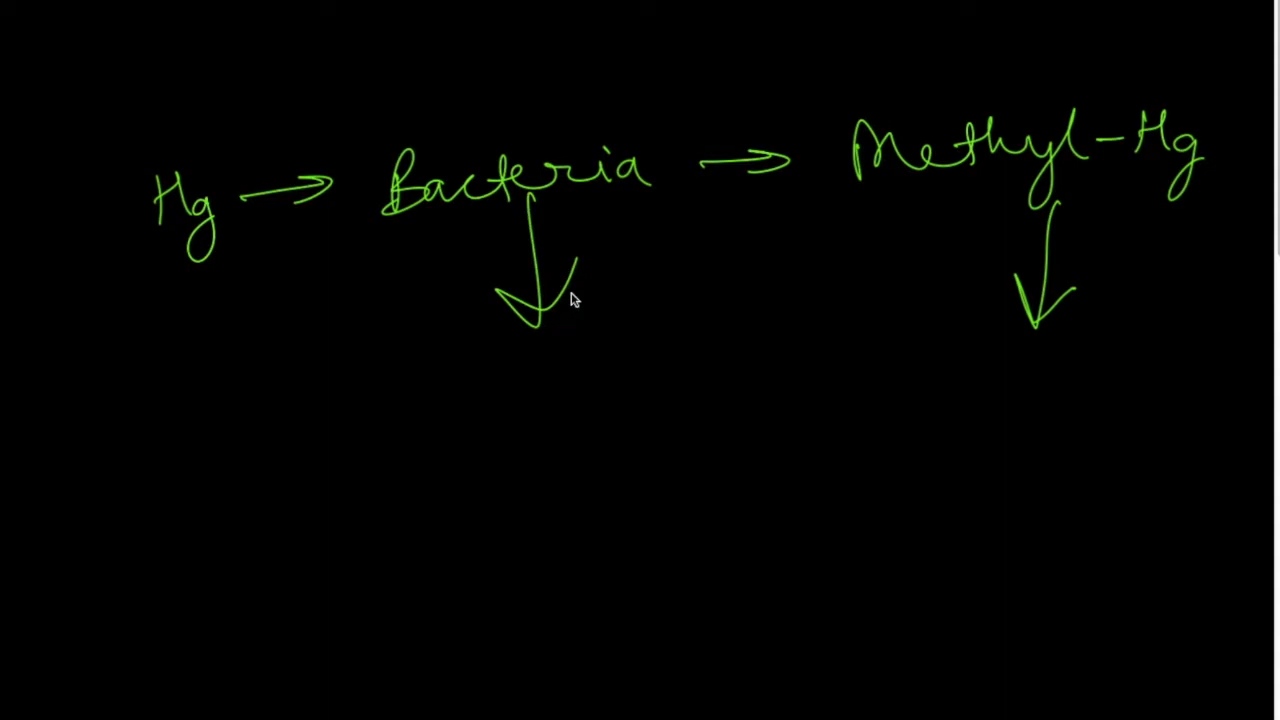 Hg → Bacteria → Methyl-Hg